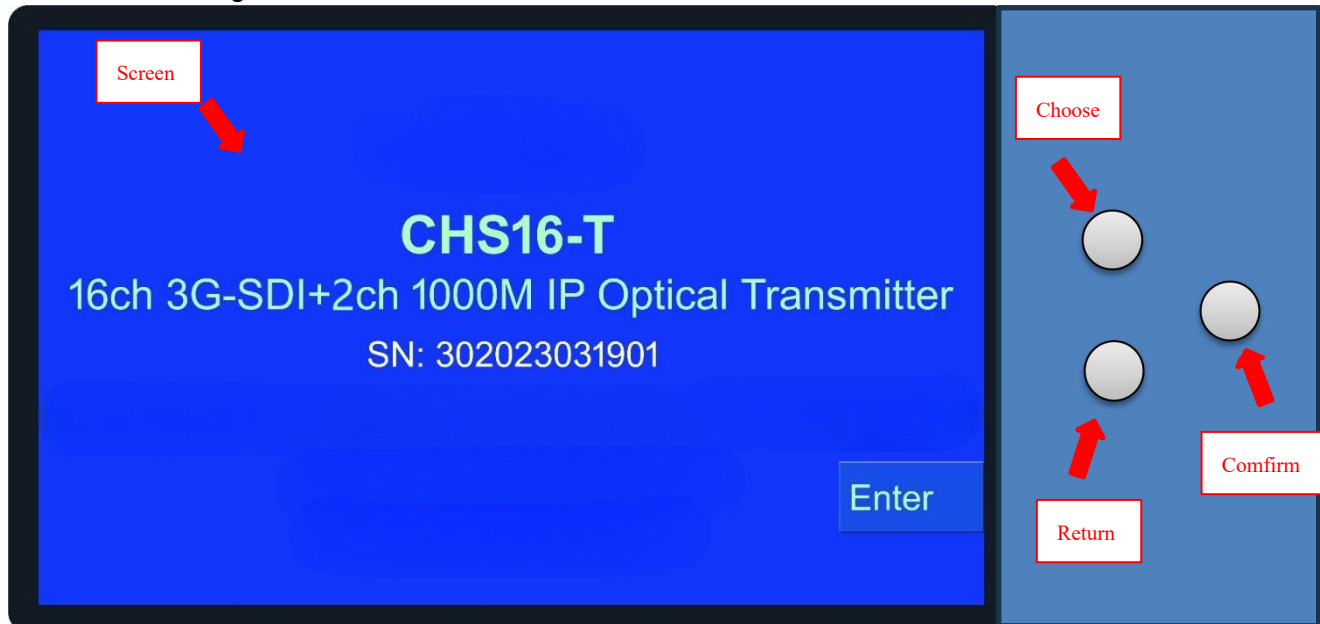 Screen
Choose
CHS16-T
16ch 3G-SDI+2ch 1000M IP Optical Transmitter
SN: 302023031901
Enter
Comfirm
Return